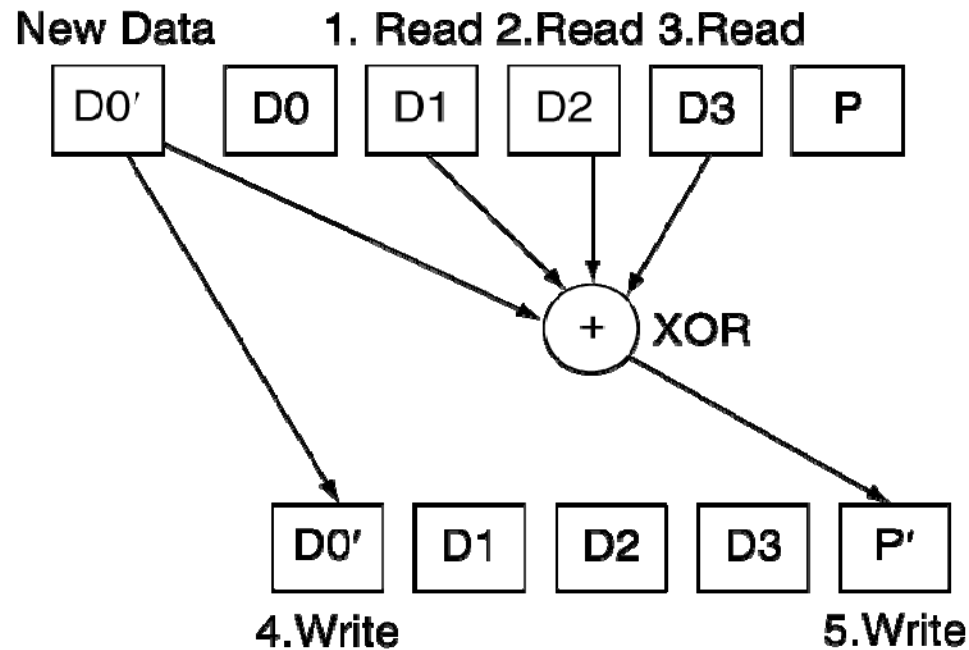 New Data 1. Read 2.Read 3.Read
D0′ D0 D1 D2 D3 P
+ XOR
D0′ D1 D2 D3 P′
4.Write 5.Write